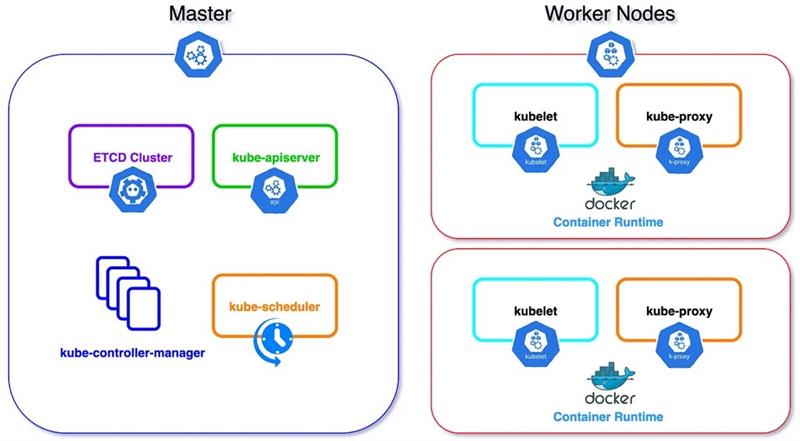 Master
Worker Nodes
ETCD Cluster
kube-apiserver
api
kube-controller-manager
kube-scheduler
kubelet
kube-proxy
kubelet
k-proxy
docker
Container Runtime
kubelet
kube-proxy
kubelet
k-proxy
docker
Container Runtime